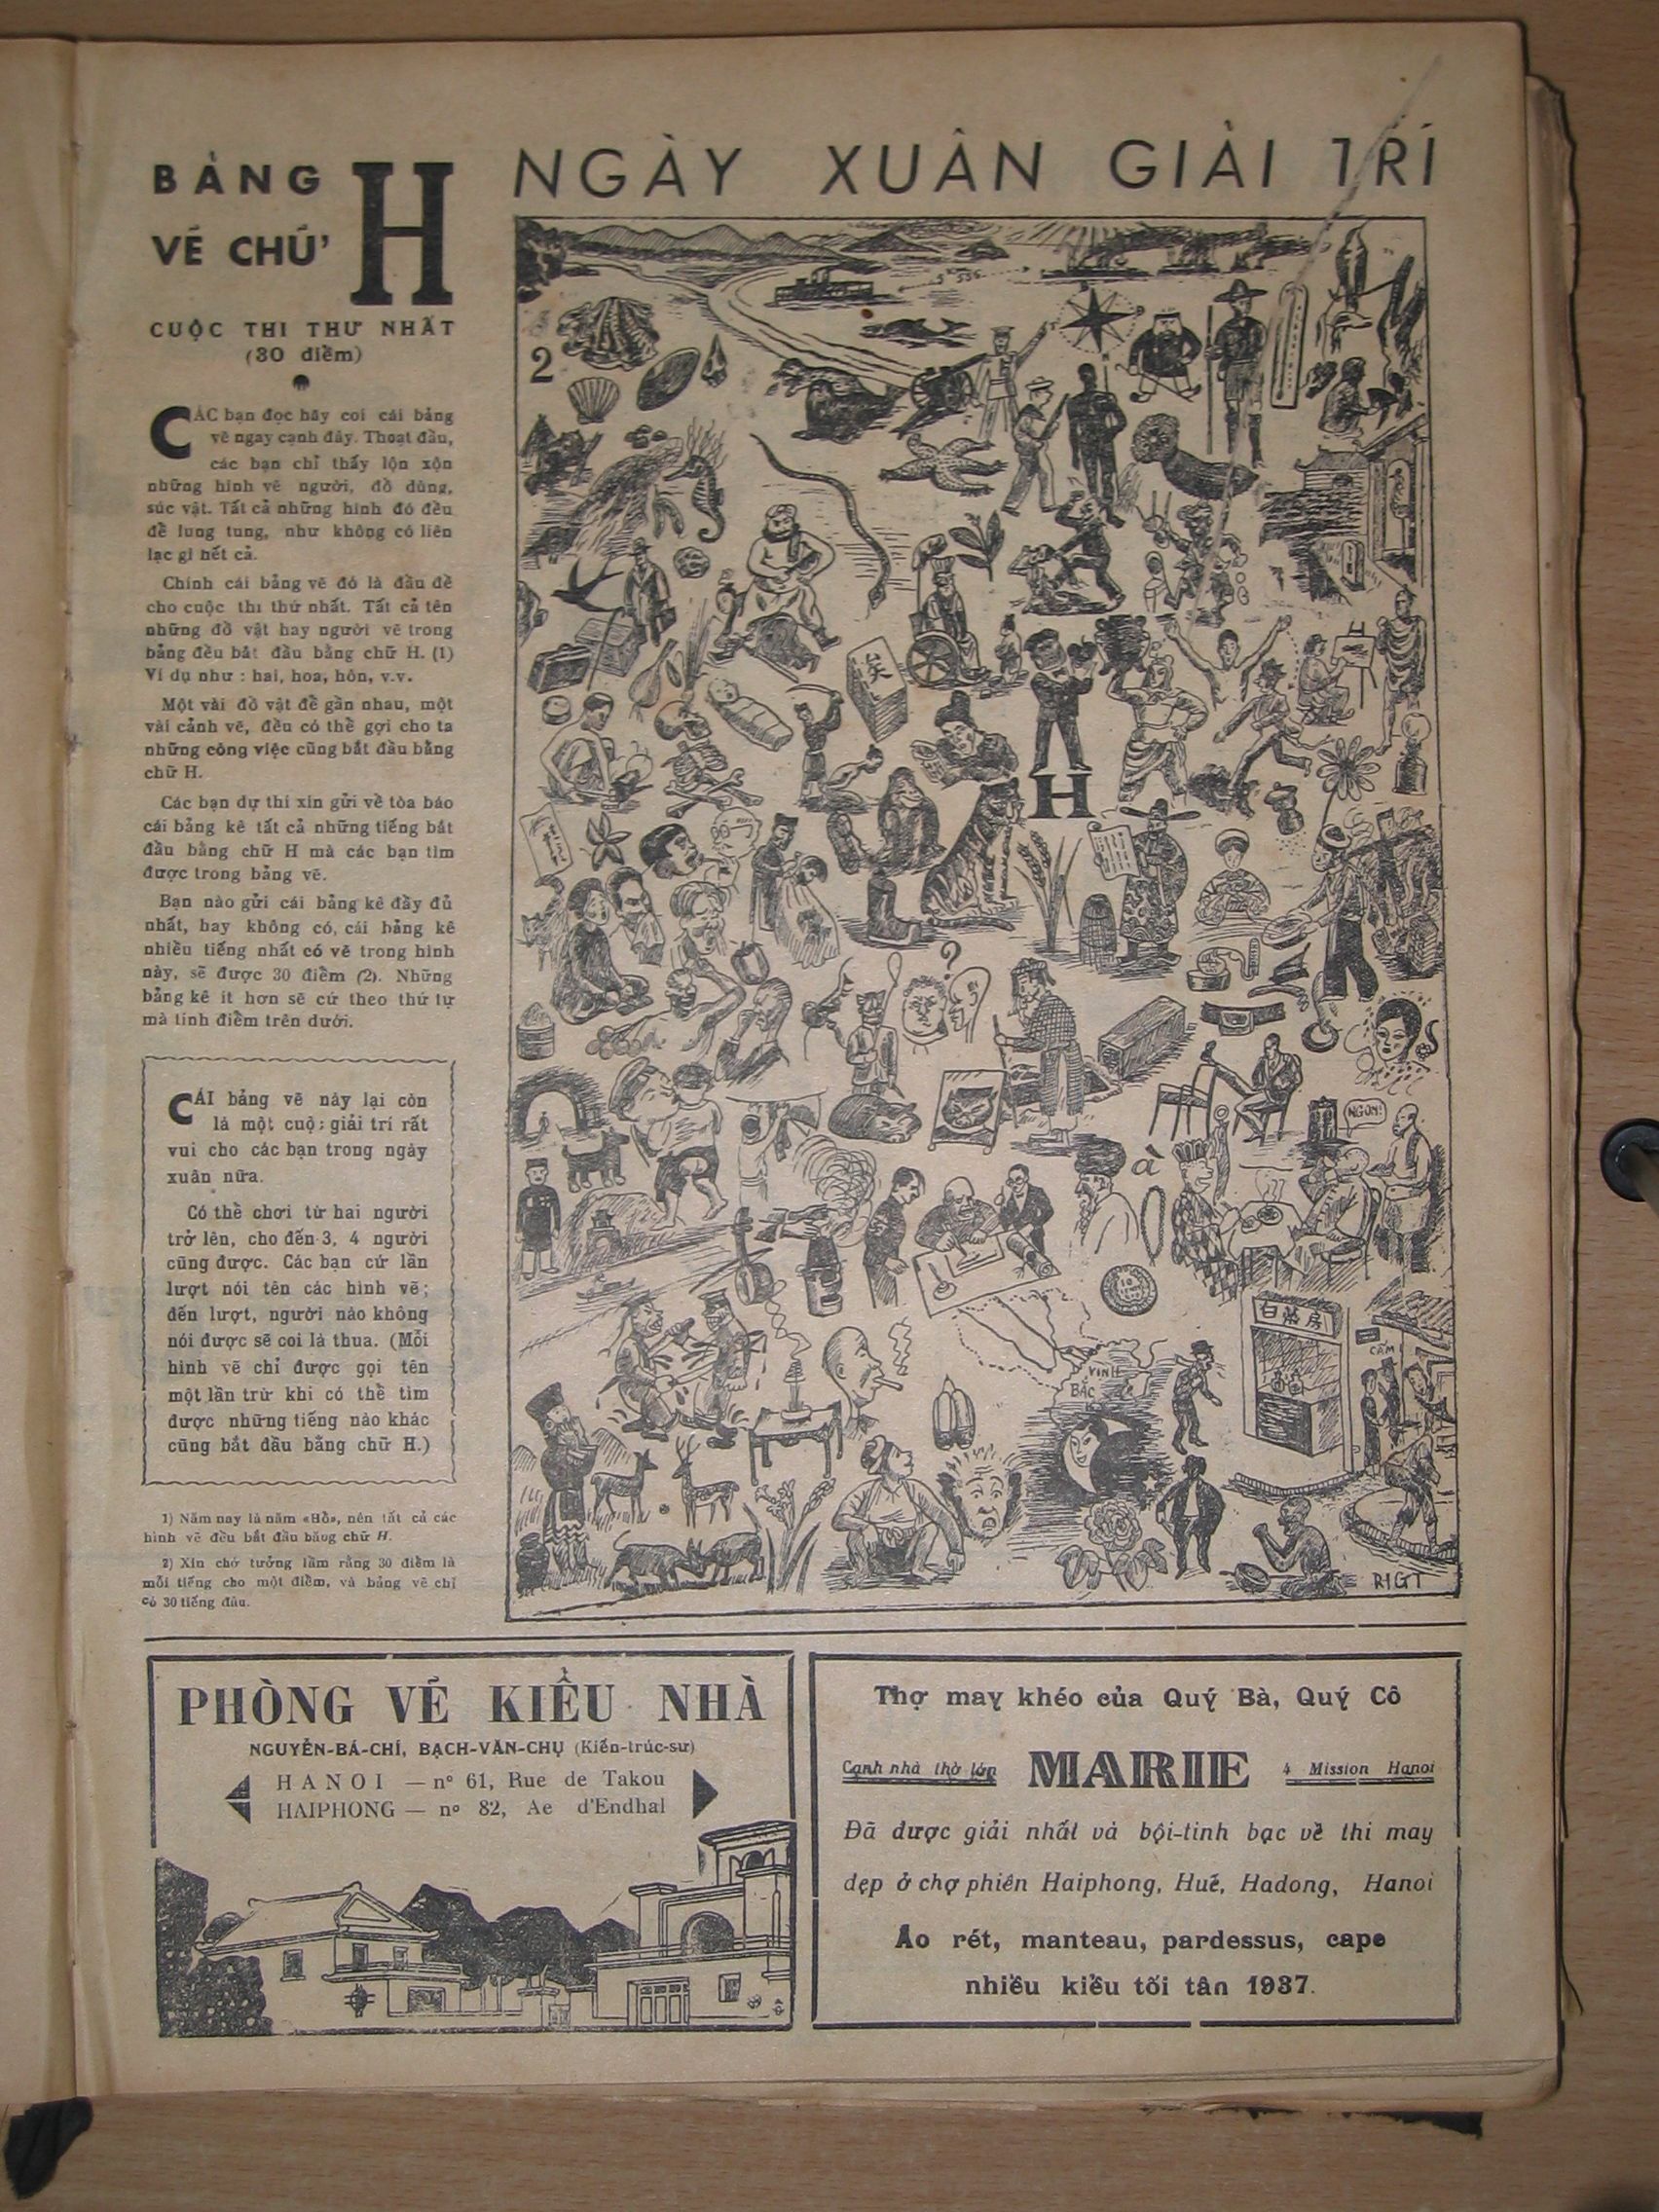 BẢNG
VẼ CHỮ H
CUỘC THI THỨ NHẤT
(30 điểm)
CÁC bạn đọc hãy coi cái bảng
vẽ ngay cạnh đây. Thoạt đầu,
các bạn chỉ thấy lộn xộn
những hình vẽ người, đồ dùng,
súc vật. Tất cả những hình đó đều
để lung tung, như không có liên
lạc gì hết cả.
Chính cái bảng vẽ đó là đầu đề
cho cuộc thi thứ nhất. Tất cả tên
những đồ vật hay người vẽ trong
bảng đều bắt đầu bằng chữ H. (1)
Ví dụ như : hai, hoa, hôn, v.v.
Một vài đồ vật để gần nhau, một
vài cảnh vẽ, đều có thể gợi cho ta
những công việc cũng bắt đầu bằng
chữ H.
Các bạn dự thi xin gửi về tòa báo
cái bảng kê tất cả những tiếng bắt
đầu bằng chữ H mà các bạn tìm
được trong bảng vẽ.
Bạn nào gửi cái bảng kê đầy đủ
nhất, hay không có, cái bảng kê
nhiều tiếng nhất có vẽ trong hình
này, sẽ được 30 điểm (2). Những
bảng kê ít hơn sẽ cứ theo thứ tự
mà tính điểm trên dưới.
CÁI bảng vẽ này lại còn
là một cuộc giải trí rất
vui cho các bạn trong ngày
xuân nữa.
Có thể chơi từ hai người
trở lên, cho đến 3, 4 người
cũng được. Các bạn cứ lần
lượt nói tên các hình vẽ;
đến lượt, người nào không
nói được sẽ coi là thua. (Mỗi
hình vẽ chỉ được gọi tên
một lần trừ khi có thể tìm
được những tiếng nào khác
cũng bắt đầu bằng chữ H.)
1) Năm nay là năm «Hổ», nên tất cả các
hình vẽ đều bắt đầu bằng chữ H.
2) Xin chớ tưởng lầm rằng 30 điểm là
mỗi tiếng cho một điểm, và bảng vẽ chỉ
có 30 tiếng đâu.
NGÀY XUÂN GIẢI TRÍ
2
H
?
NGON!
à
VINH
BẮC
CẤM
RIGT
PHÒNG VẼ KIỂU NHÀ
NGUYỄN-BÁ-CHÍ, BẠCH-VĂN-CHỤ (Kiến-trúc-sư)
HANOI — nº 61, Rue de Takou
HAIPHONG — nº 82, Ae d'Endhal
Thợ may khéo của Quý Bà, Quý Cô
Cạnh nhà thờ lớn MARIE 4 Mission Hanoi
Đã được giải nhất và bội-tinh bạc về thi may
đẹp ở chợ phiên Haiphong, Huế, Hadong, Hanoi
Áo rét, manteau, pardessus, cape
nhiều kiểu tối tân 1937.